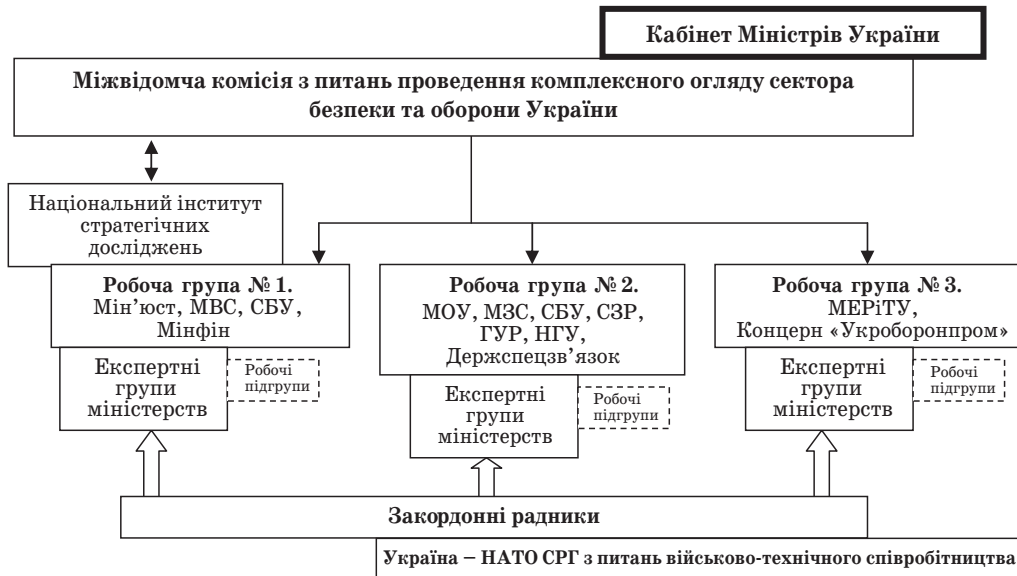 Кабінет Міністрів України
Міжвідомча комісія з питань проведення комплексного огляду сектора
безпеки та оборони України
Національний інститут
стратегічних
досліджень
Робоча група № 1.
Мін’юст, МВС, СБУ,
Мінфін
Експертні
групи
міністерств
Робочі
підгрупи
Робоча група № 2.
МОУ, МЗС, СБУ, СЗР,
ГУР, НГУ,
Держспецзв’язок
Експертні
групи
міністерств
Робочі
підгрупи
Робоча група № 3.
МЕРіТУ,
Концерн «Укроборонпром»
Експертні
групи
міністерств
Робочі
підгрупи
Закордонні радники
Україна – НАТО СРГ з питань військово-технічного співробітництва